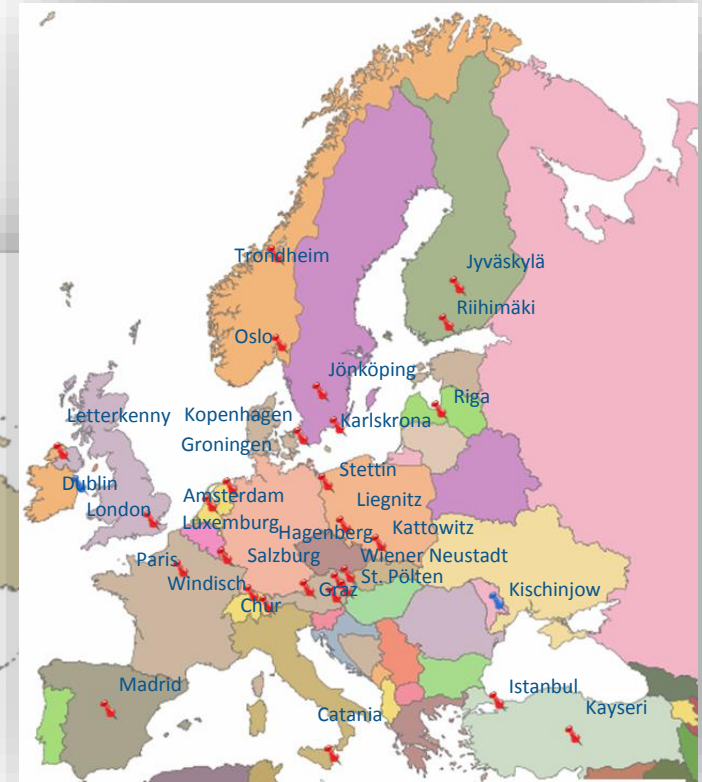 Trondheim
Jyväskylä
Riihimäki
Oslo
Jönköping
Riga
Letterkenny
Kopenhagen
Karlskrona
Groningen
Stettin
Dublin
Amsterdam
Liegnitz
London
Luxemburg
Hagenberg
Kattowitz
Paris
Salzburg
Wiener Neustadt
Windisch
St. Pölten
Graz
Kischinjow
Chur
Madrid
Istanbul
Catania
Kayseri